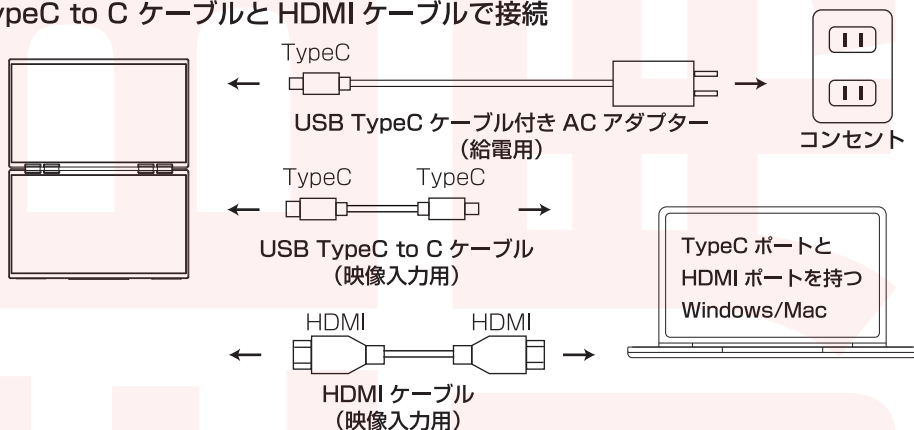 ypeC to C ケーブルと HDMI ケーブルで接続
TypeC
USB TypeC ケーブル付き AC アダプター
（給電用）
コンセント
TypeC TypeC
USB TypeC to C ケーブル
（映像入力用）
TypeC ポートと
HDMI ポートを持つ
Windows/Mac
HDMI HDMI
HDMI ケーブル
（映像入力用）